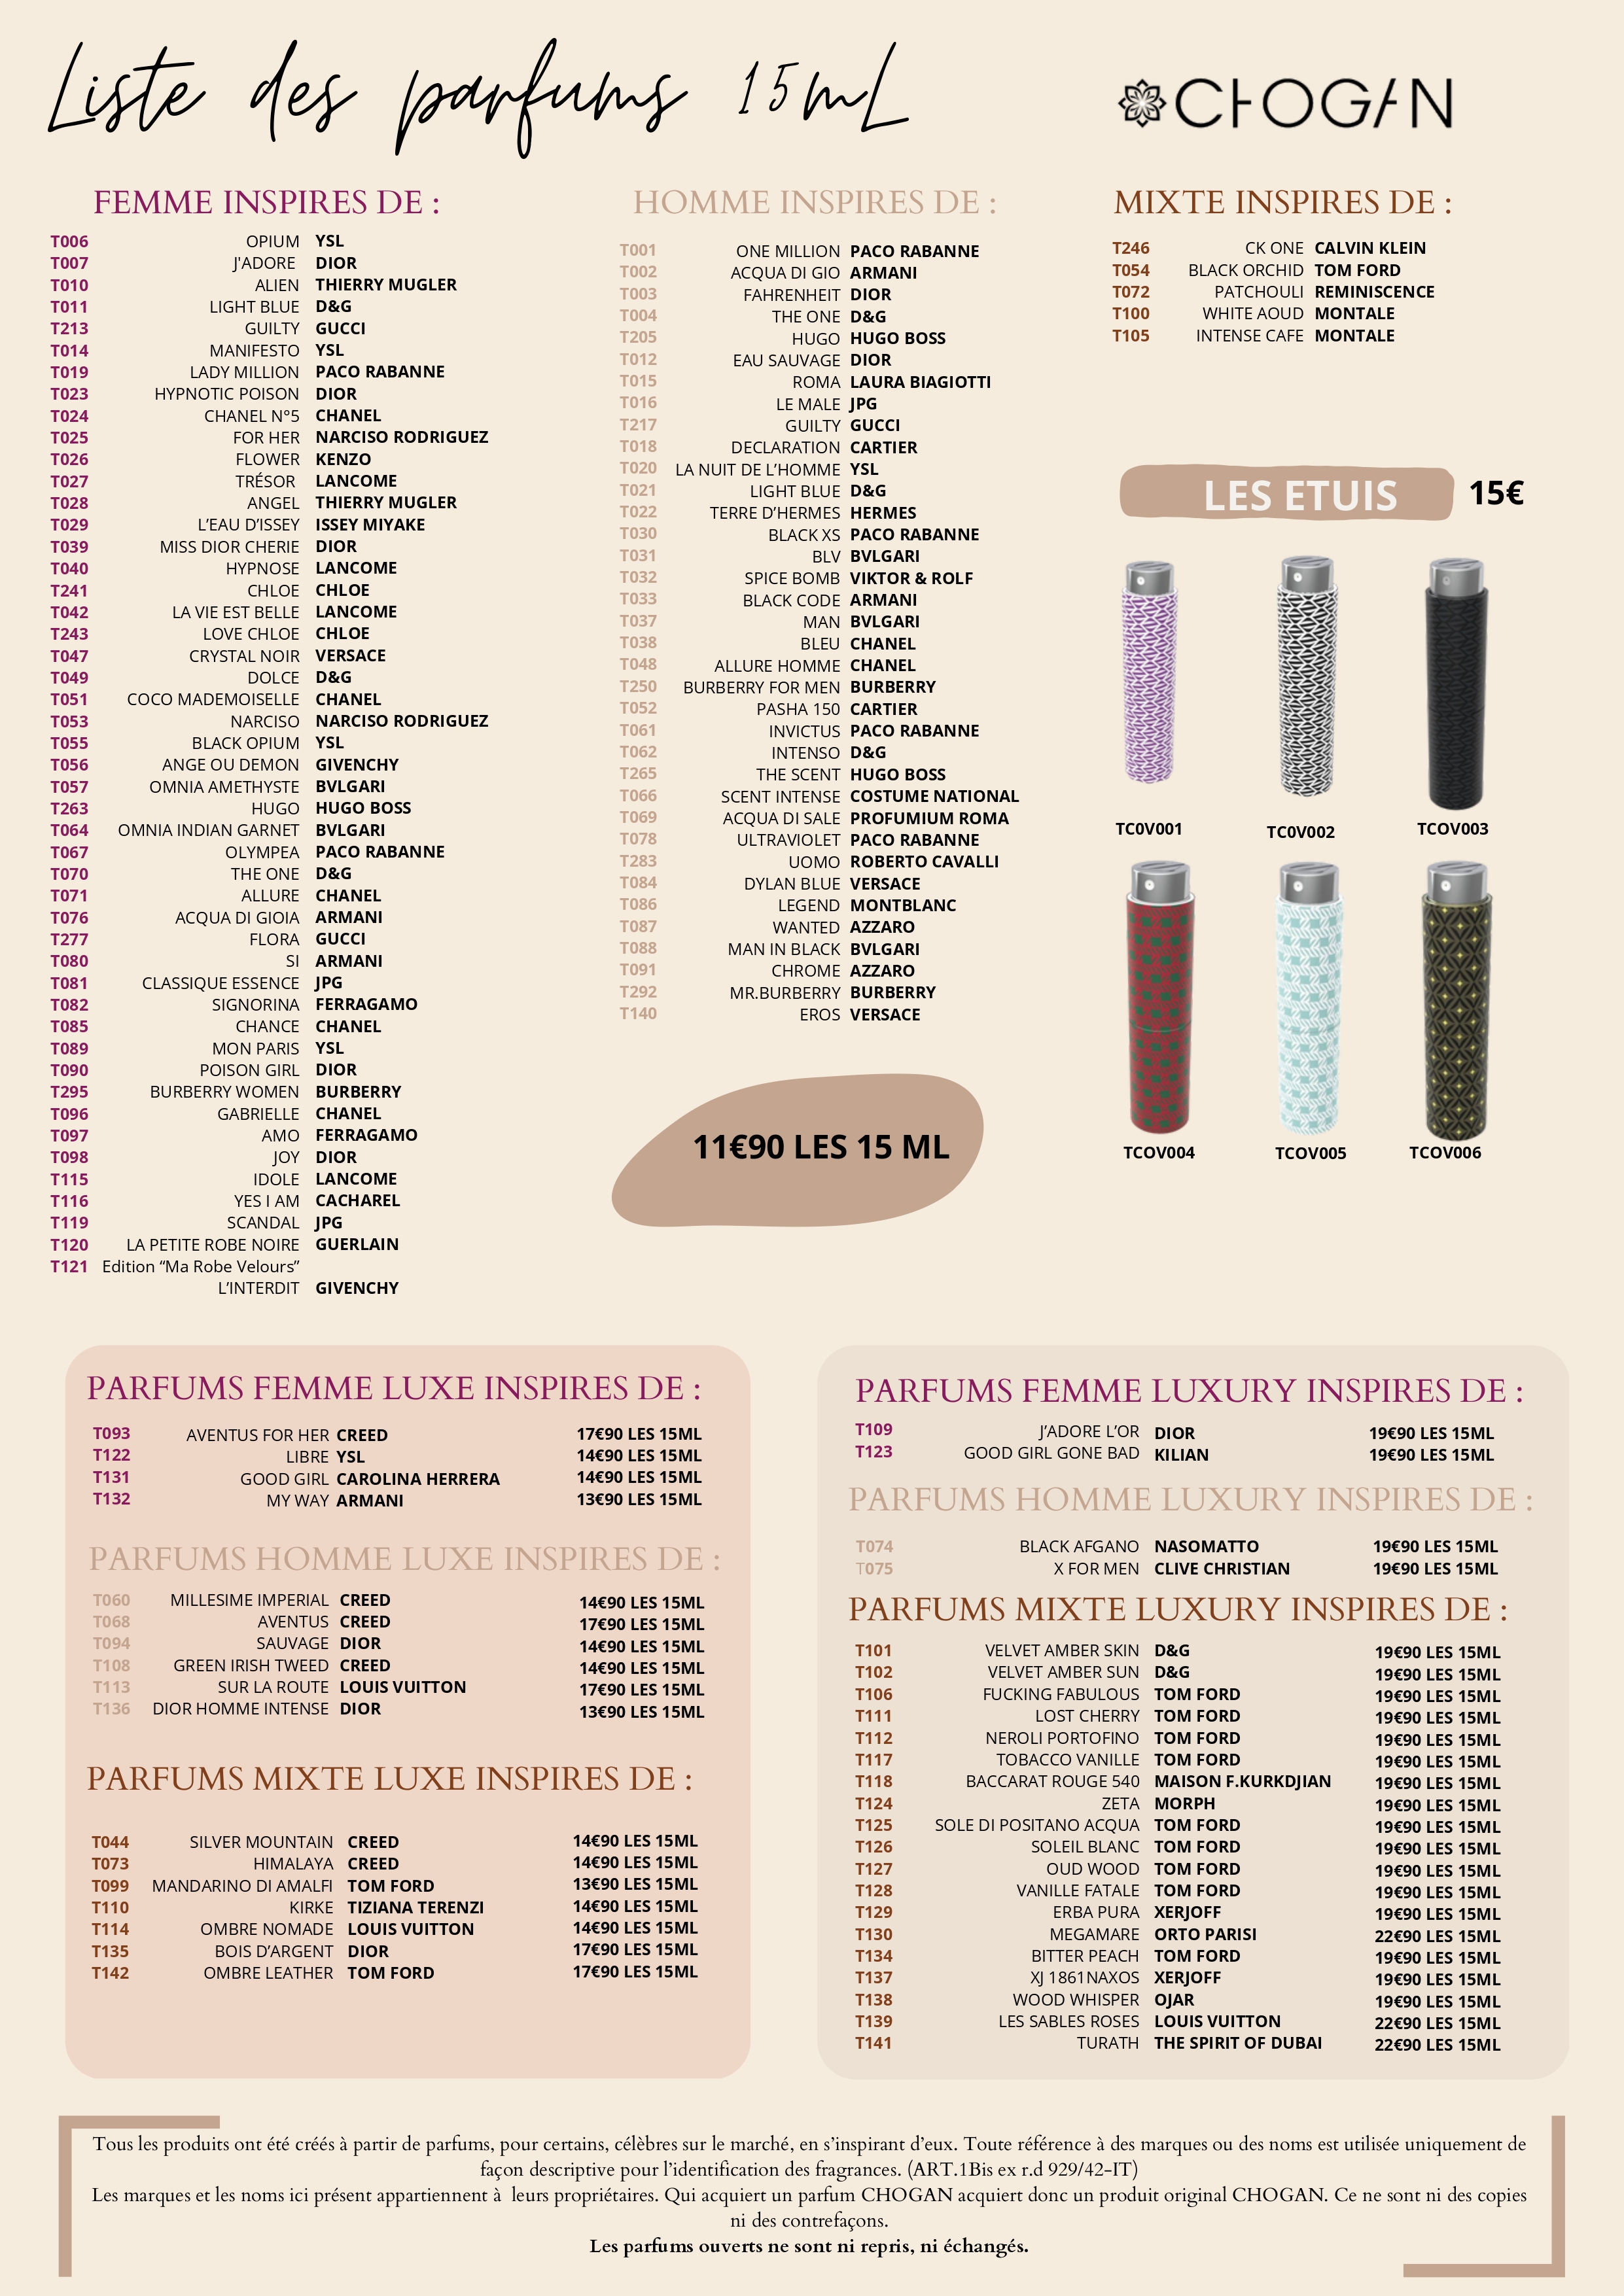 Liste des parfums 15mL
CHOGAN
FEMME INSPIRES DE :
T006 OPIUM YSL
T007 J'ADORE DIOR
T010 ALIEN THIERRY MUGLER
T011 LIGHT BLUE D&G
T213 GUILTY GUCCI
T014 MANIFESTO YSL
T019 LADY MILLION PACO RABANNE
T023 HYPNOTIC POISON DIOR
T024 CHANEL N°5 CHANEL
T025 FOR HER NARCISO RODRIGUEZ
T026 FLOWER KENZO
T027 TRÉSOR LANCOME
T028 ANGEL THIERRY MUGLER
T029 L’EAU D’ISSEY ISSEY MIYAKE
T039 MISS DIOR CHERIE DIOR
T040 HYPNOSE LANCOME
T241 CHLOE CHLOE
T042 LA VIE EST BELLE LANCOME
T243 LOVE CHLOE CHLOE
T047 CRYSTAL NOIR VERSACE
T049 DOLCE D&G
T051 COCO MADEMOISELLE CHANEL
T053 NARCISO NARCISO RODRIGUEZ
T055 BLACK OPIUM YSL
T056 ANGE OU DEMON GIVENCHY
T057 OMNIA AMETHYSTE BVLGARI
T263 HUGO HUGO BOSS
T064 OMNIA INDIAN GARNET BVLGARI
T067 OLYMPEA PACO RABANNE
T070 THE ONE D&G
T071 ALLURE CHANEL
T076 ACQUA DI GIOIA ARMANI
T277 FLORA GUCCI
T080 SI ARMANI
T081 CLASSIQUE ESSENCE JPG
T082 SIGNORINA FERRAGAMO
T085 CHANCE CHANEL
T089 MON PARIS YSL
T090 POISON GIRL DIOR
T295 BURBERRY WOMEN BURBERRY
T096 GABRIELLE CHANEL
T097 AMO FERRAGAMO
T098 JOY DIOR
T115 IDOLE LANCOME
T116 YES I AM CACHAREL
T119 SCANDAL JPG
T120 LA PETITE ROBE NOIRE GUERLAIN
T121 Edition “Ma Robe Velours”
L’INTERDIT GIVENCHY
HOMME INSPIRES DE :
T001 ONE MILLION PACO RABANNE
T002 ACQUA DI GIO ARMANI
T003 FAHRENHEIT DIOR
T004 THE ONE D&G
T205 HUGO HUGO BOSS
T012 EAU SAUVAGE DIOR
T015 ROMA LAURA BIAGIOTTI
T016 LE MALE JPG
T217 GUILTY GUCCI
T018 DECLARATION CARTIER
T020 LA NUIT DE L’HOMME YSL
T021 LIGHT BLUE D&G
T022 TERRE D’HERMES HERMES
T030 BLACK XS PACO RABANNE
T031 BLV BVLGARI
T032 SPICE BOMB VIKTOR & ROLF
T033 BLACK CODE ARMANI
T037 MAN BVLGARI
T038 BLEU CHANEL
T048 ALLURE HOMME CHANEL
T250 BURBERRY FOR MEN BURBERRY
T052 PASHA 150 CARTIER
T061 INVICTUS PACO RABANNE
T062 INTENSO D&G
T265 THE SCENT HUGO BOSS
T066 SCENT INTENSE COSTUME NATIONAL
T069 ACQUA DI SALE PROFUMIUM ROMA
T078 ULTRAVIOLET PACO RABANNE
T283 UOMO ROBERTO CAVALLI
T084 DYLAN BLUE VERSACE
T086 LEGEND MONTBLANC
T087 WANTED AZZARO
T088 MAN IN BLACK BVLGARI
T091 CHROME AZZARO
T292 MR.BURBERRY BURBERRY
T140 EROS VERSACE
11€90 LES 15 ML
MIXTE INSPIRES DE :
T246 CK ONE CALVIN KLEIN
T054 BLACK ORCHID TOM FORD
T072 PATCHOULI REMINISCENCE
T100 WHITE AOUD MONTALE
T105 INTENSE CAFE MONTALE
LES ETUIS 15€
TC0V001 TC0V002 TCOV003
TCOV004 TCOV005 TCOV006
PARFUMS FEMME LUXE INSPIRES DE :
T093 AVENTUS FOR HER CREED 17€90 LES 15ML
T122 LIBRE YSL 14€90 LES 15ML
T131 GOOD GIRL CAROLINA HERRERA 14€90 LES 15ML
T132 MY WAY ARMANI 13€90 LES 15ML
PARFUMS HOMME LUXE INSPIRES DE :
T060 MILLESIME IMPERIAL CREED 14€90 LES 15ML
T068 AVENTUS CREED 17€90 LES 15ML
T094 SAUVAGE DIOR 14€90 LES 15ML
T108 GREEN IRISH TWEED CREED 14€90 LES 15ML
T113 SUR LA ROUTE LOUIS VUITTON 17€90 LES 15ML
T136 DIOR HOMME INTENSE DIOR 13€90 LES 15ML
PARFUMS MIXTE LUXE INSPIRES DE :
T044 SILVER MOUNTAIN CREED 14€90 LES 15ML
T073 HIMALAYA CREED 14€90 LES 15ML
T099 MANDARINO DI AMALFI TOM FORD 13€90 LES 15ML
T110 KIRKE TIZIANA TERENZI 14€90 LES 15ML
T114 OMBRE NOMADE LOUIS VUITTON 14€90 LES 15ML
T135 BOIS D’ARGENT DIOR 17€90 LES 15ML
T142 OMBRE LEATHER TOM FORD 17€90 LES 15ML
PARFUMS FEMME LUXURY INSPIRES DE :
T109 J’ADORE L’OR DIOR 19€90 LES 15ML
T123 GOOD GIRL GONE BAD KILIAN 19€90 LES 15ML
PARFUMS HOMME LUXURY INSPIRES DE :
T074 BLACK AFGANO NASOMATTO 19€90 LES 15ML
T075 X FOR MEN CLIVE CHRISTIAN 19€90 LES 15ML
PARFUMS MIXTE LUXURY INSPIRES DE :
T101 VELVET AMBER SKIN D&G 19€90 LES 15ML
T102 VELVET AMBER SUN D&G 19€90 LES 15ML
T106 FUCKING FABULOUS TOM FORD 19€90 LES 15ML
T111 LOST CHERRY TOM FORD 19€90 LES 15ML
T112 NEROLI PORTOFINO TOM FORD 19€90 LES 15ML
T117 TOBACCO VANILLE TOM FORD 19€90 LES 15ML
T118 BACCARAT ROUGE 540 MAISON F.KURKDJIAN 19€90 LES 15ML
T124 ZETA MORPH 19€90 LES 15ML
T125 SOLE DI POSITANO ACQUA TOM FORD 19€90 LES 15ML
T126 SOLEIL BLANC TOM FORD 19€90 LES 15ML
T127 OUD WOOD TOM FORD 19€90 LES 15ML
T128 VANILLE FATALE TOM FORD 19€90 LES 15ML
T129 ERBA PURA XERJOFF 19€90 LES 15ML
T130 MEGAMARE ORTO PARISI 22€90 LES 15ML
T134 BITTER PEACH TOM FORD 19€90 LES 15ML
T137 XJ 1861NAXOS XERJOFF 19€90 LES 15ML
T138 WOOD WHISPER OJAR 19€90 LES 15ML
T139 LES SABLES ROSES LOUIS VUITTON 22€90 LES 15ML
T141 TURATH THE SPIRIT OF DUBAI 22€90 LES 15ML
Tous les produits ont été créés à partir de parfums, pour certains, célèbres sur le marché, en s’inspirant d’eux. Toute référence à des marques ou des noms est utilisée uniquement de
façon descriptive pour l’identification des fragrances. (ART.1Bis ex r.d 929/42-IT)
Les marques et les noms ici présent appartiennent à leurs propriétaires. Qui acquiert un parfum CHOGAN acquiert donc un produit original CHOGAN. Ce ne sont ni des copies
ni des contrefaçons.
Les parfums ouverts ne sont ni repris, ni échangés.